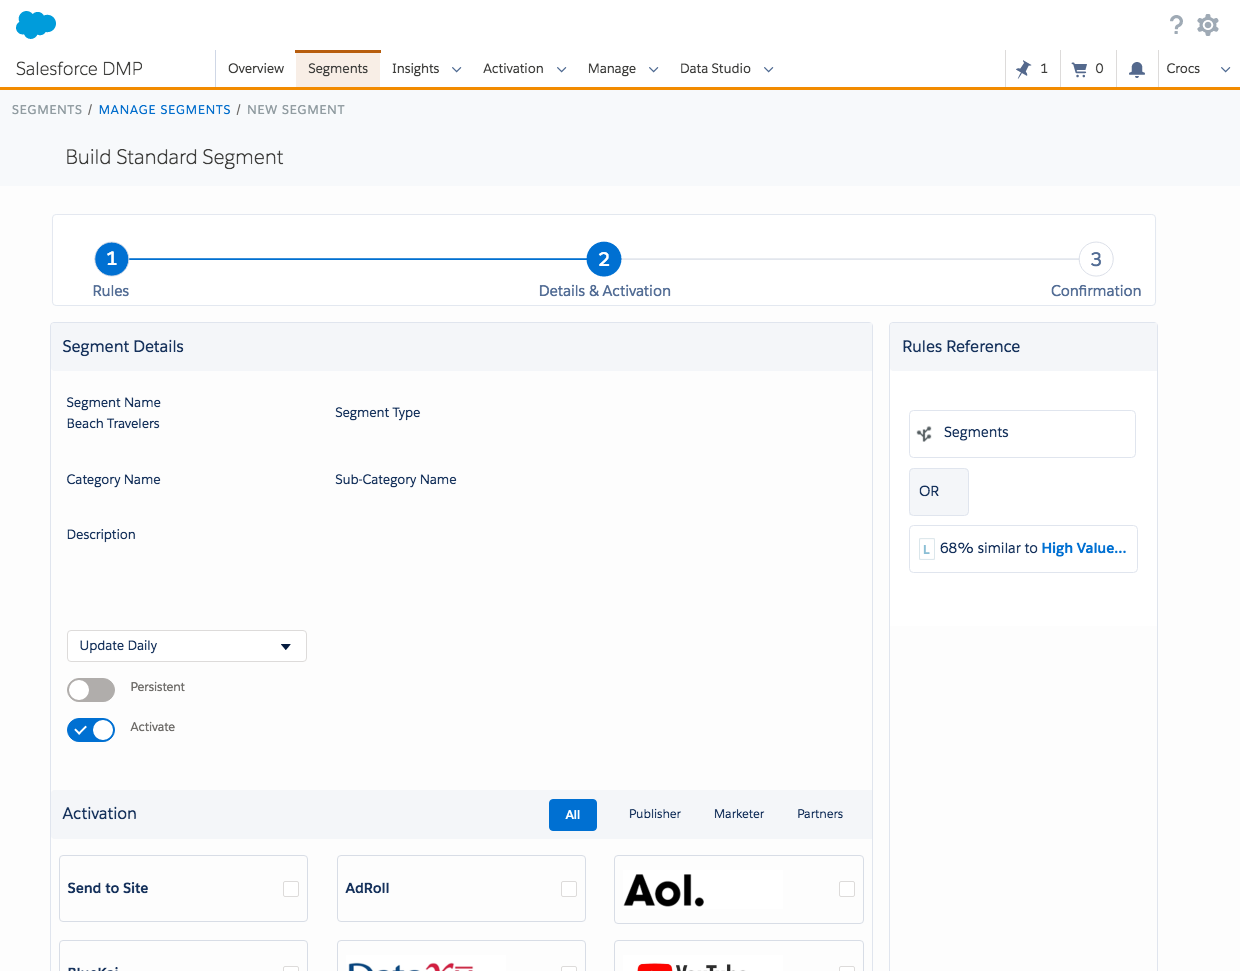 Salesforce DMP
Overview Segments Insights Activation Manage Data Studio 1 0 Crocs
SEGMENTS / MANAGE SEGMENTS / NEW SEGMENT
Build Standard Segment
1 2 3
Rules Details & Activation Confirmation
Segment Details
Rules Reference
Segment Name
Beach Travelers
Segment Type
Category Name
Sub-Category Name
Description
Update Daily
Persistent
Activate
Segments
OR
L 68% similar to High Value...
Activation All Publisher Marketer Partners
Send to Site AdRoll Aol.
BlueKai YouTube